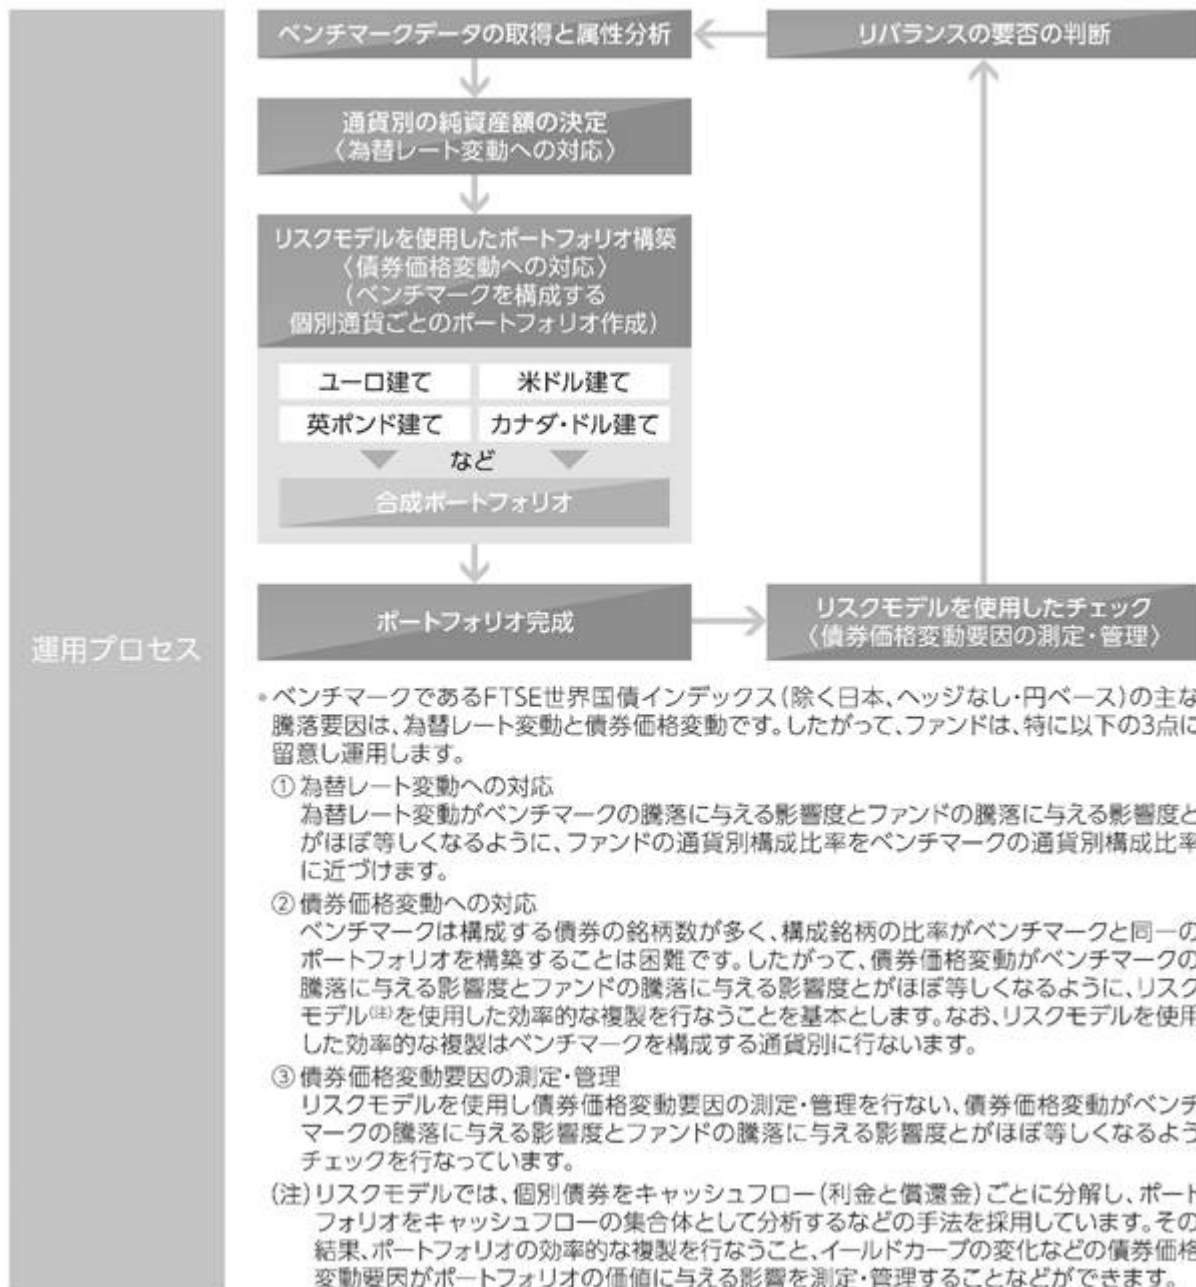 ベンチマークデータの取得と属性分析
リバランスの要否の判断
通貨別の純資産額の決定
〈為替レート変動への対応〉
リスクモデルを使用したポートフォリオ構築
〈債券価格変動への対応〉
(ベンチマークを構成する
個別通貨ごとのポートフォリオ作成)
ユーロ建て
米ドル建て
英ポンド建て
カナダ・ドル建て
など
合成ポートフォリオ
ポートフォリオ完成
リスクモデルを使用したチェック
〈債券価格変動要因の測定・管理〉
運用プロセス
*ベンチマークであるFTSE世界国債インデックス(除く日本、ヘッジなし・円ベース)の主な
騰落要因は、為替レート変動と債券価格変動です。したがって、ファンドは、特に以下の3点に
留意し運用します。
①為替レート変動への対応
為替レート変動がベンチマークの騰落に与える影響度とファンドの騰落に与える影響度と
がほぼ等しくなるように、ファンドの通貨別構成比率をベンチマークの通貨別構成比率
に近づけます。
②債券価格変動への対応
ベンチマークは構成する債券の銘柄数が多く、構成銘柄の比率がベンチマークと同一の
ポートフォリオを構築することは困難です。したがって、債券価格変動がベンチマークの
騰落に与える影響度とファンドの騰落に与える影響度とがほぼ等しくなるように、リスク
モデル(注)を使用した効率的な複製を行なうことを基本とします。なお、リスクモデルを使用
した効率的な複製はベンチマークを構成する通貨別に行ないます。
③債券価格変動要因の測定・管理
リスクモデルを使用し債券価格変動要因の測定・管理を行ない、債券価格変動がベンチ
マークの騰落に与える影響度とファンドの騰落に与える影響度とがほぼ等しくなるよう
チェックを行なっています。
(注)リスクモデルでは、個別債券をキャッシュフロー(利金と償還金)ごとに分解し、ポート
フォリオをキャッシュフローの集合体として分析するなどの手法を採用しています。その
結果、ポートフォリオの効率的な複製を行なうこと、イールドカーブの変化などの債券価格
変動要因がポートフォリオの価値に与える影響を測定・管理することなどができます。